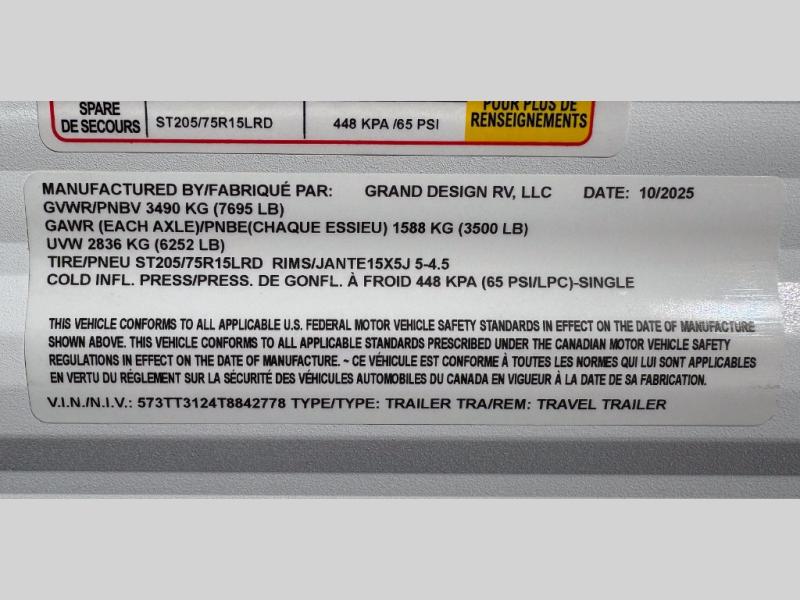 SPARE
DE SECOURS ST205/75R15LRD 448 KPA /65 PSI
POUR PLUS DE
RENSEIGNEMENTS
MANUFACTURED BY/FABRIQUÉ PAR: GRAND DESIGN RV, LLC DATE: 10/2025
GVWR/PNBV 3490 KG (7695 LB)
GAWR (EACH AXLE)/PNBE(CHAQUE ESSIEU) 1588 KG (3500 LB)
UVW 2836 KG (6252 LB)
TIRE/PNEU ST205/75R15LRD RIMS/JANTE15X5J 5-4.5
COLD INFL. PRESS/PRESS. DE GONFL. À FROID 448 KPA (65 PSI/LPC)-SINGLE
THIS VEHICLE CONFORMS TO ALL APPLICABLE U.S. FEDERAL MOTOR VEHICLE SAFETY STANDARDS IN EFFECT ON THE DATE OF MANUFACTURE
SHOWN ABOVE. THIS VEHICLE CONFORMS TO ALL APPLICABLE STANDARDS PRESCRIBED UNDER THE CANADIAN MOTOR VEHICLE SAFETY
REGULATIONS IN EFFECT ON THE DATE OF MANUFACTURE. ~ CE VÉHICULE EST CONFORME À TOUTES LES NORMES QUI LUI SONT APPLICABLES
EN VERTU DU RÉGLEMENT SUR LA SÉCURITÉ DES VÉHICULES AUTOMOBILES DU CANADA EN VIGUEUR À LA DATE DE SA FABRICATION.
V.I.N./N.I.V.: 573TT3124T8842778 TYPE/TYPE: TRAILER TRA/REM: TRAVEL TRAILER